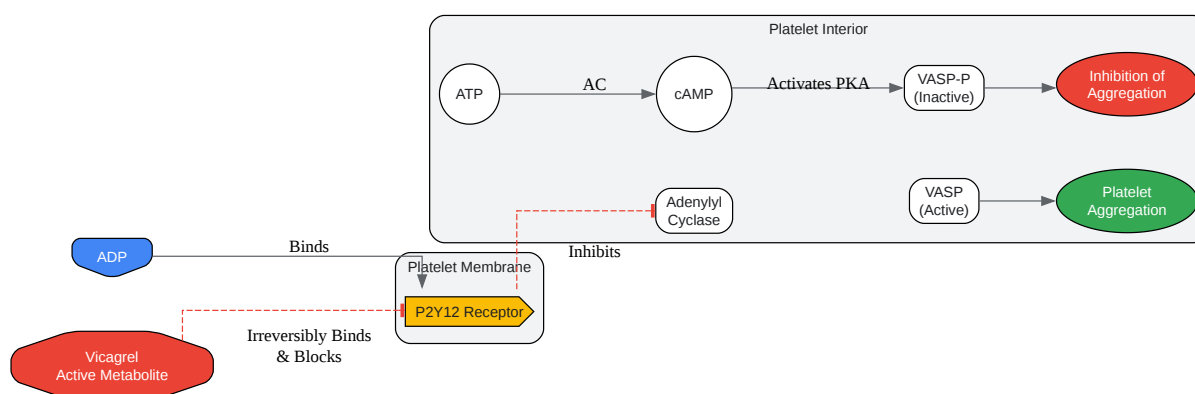 Platelet Interior
ATP
AC
cAMP
Activates PKA
VASP-P
(Inactive)
Inhibition of
Aggregation
Adenylyl
Cyclase
VASP
(Active)
Platelet
Aggregation
ADP
Binds
Inhibits
Platelet Membrane
P2Y12 Receptor
Irreversibly Binds
& Blocks
Vicagrel
Active Metabolite